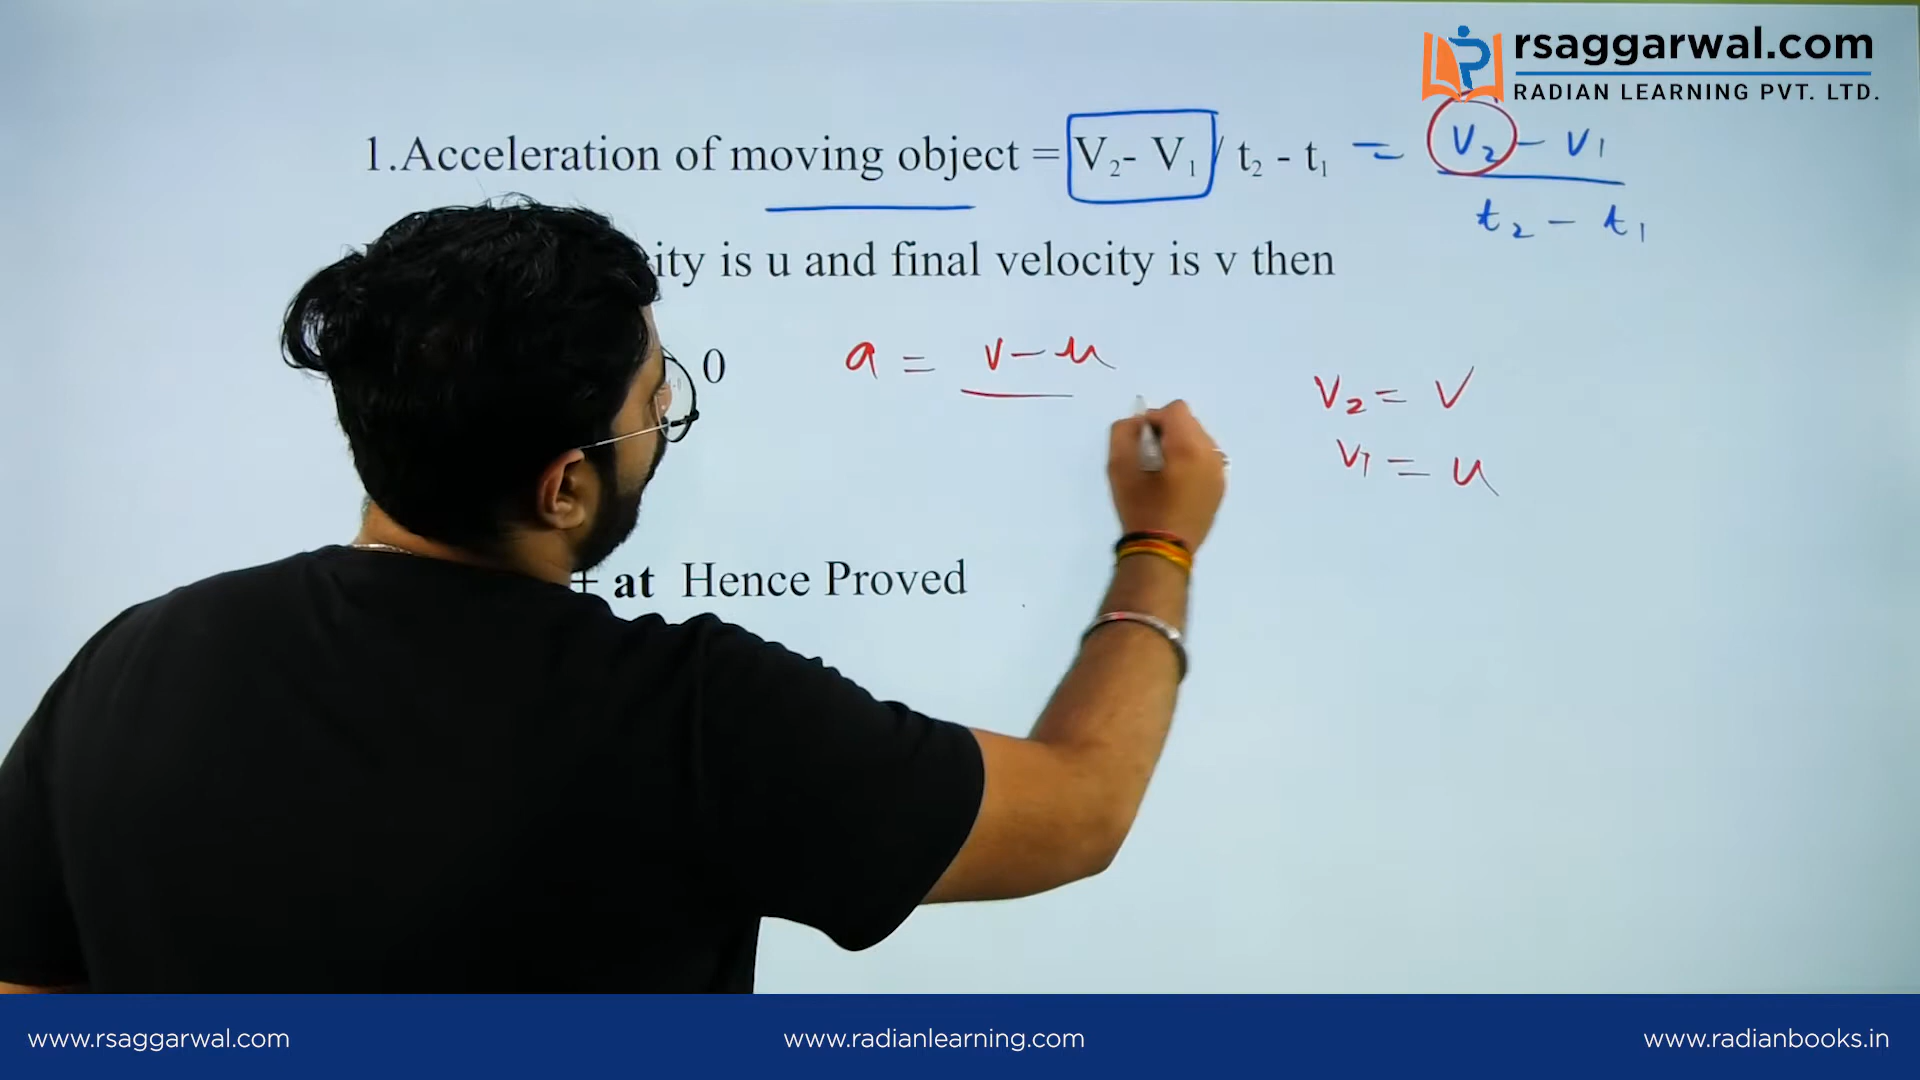 rsaggarwal.com
RADIAN LEARNING PVT. LTD.
1.Acceleration of moving object = V₂- V₁ / t₂ - t₁ = V₂ - V₁ / t₂ - t₁
ity is u and final velocity is v then
0 a = v - u
V₂ = V
V₁ = u
+ at Hence Proved
www.rsaggarwal.com www.radianlearning.com www.radianbooks.in